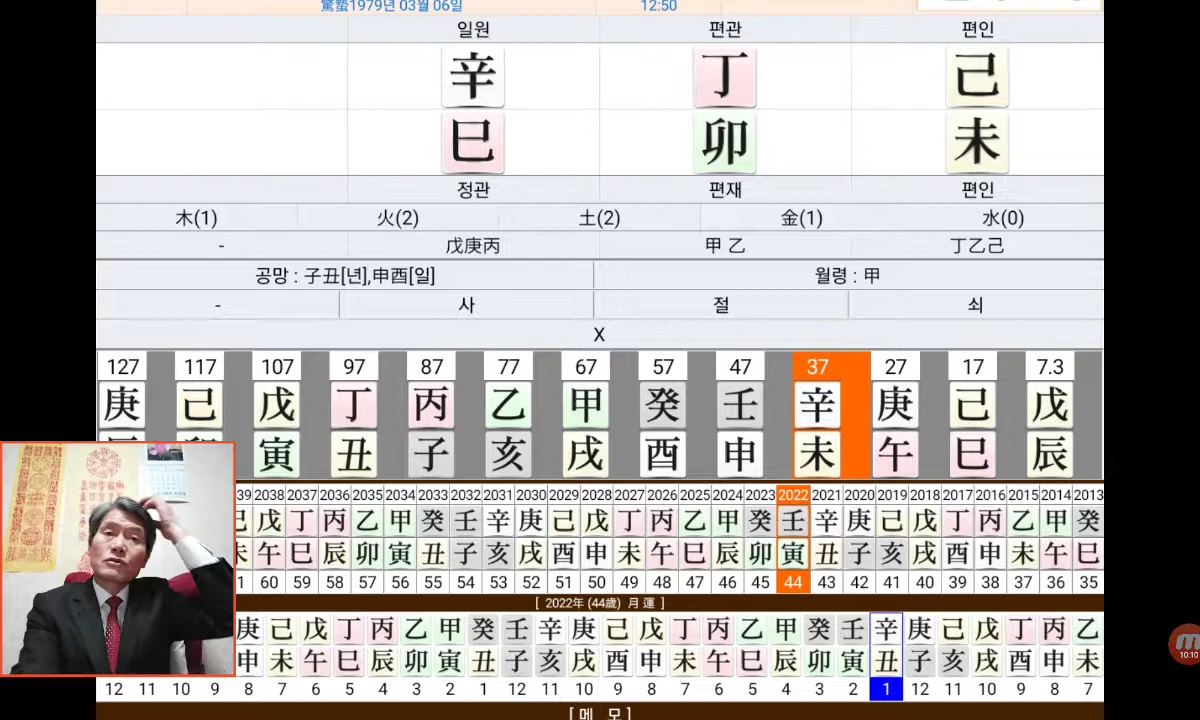 驚蟄1979년 03월 06일 12:50
일원 편관 편인
辛 丁 己
巳 卯 未
정관 편재 편인
木(1) 火(2) 土(2) 金(1) 水(0)
- 戊庚丙 甲 乙 丁乙己
공망 : 子丑[년],申酉[일] 월령 : 甲
- 사 절 쇠
X
127 117 107 97 87 77 67 57 47 37 27 17 7.3
庚 己 戊 丁 丙 乙 甲 癸 壬 辛 庚 己 戊
寅 丑 子 亥 戌 酉 申 未 午 巳 辰
39 2038 2037 2036 2035 2034 2033 2032 2031 2030 2029 2028 2027 2026 2025 2024 2023 2022 2021 2020 2019 2018 2017 2016 2015 2014 2013
己 戊 丁 丙 乙 甲 癸 壬 辛 庚 己 戊 丁 丙 乙 甲 癸 壬 辛 庚 己 戊 丁 丙 乙 甲 癸
未 午 巳 辰 卯 寅 丑 子 亥 戌 酉 申 未 午 巳 辰 卯 寅 丑 子 亥 戌 酉 申 未 午 巳
1 60 59 58 57 56 55 54 53 52 51 50 49 48 47 46 45 44 43 42 41 40 39 38 37 36 35
[ 2022年 (44歲) 月 運 ]
庚 己 戊 丁 丙 乙 甲 癸 壬 辛 庚 己 戊 丁 丙 乙 甲 癸 壬 辛 庚 己 戊 丁 丙 乙
申 未 午 巳 辰 卯 寅 丑 子 亥 戌 酉 申 未 午 巳 辰 卯 寅 丑 子 亥 戌 酉 申 未
12 11 10 9 8 7 6 5 4 3 2 1 12 11 10 9 8 7 6 5 4 3 2 1 12 11 10 9 8 7
[ 메 모 ]
M
10:10